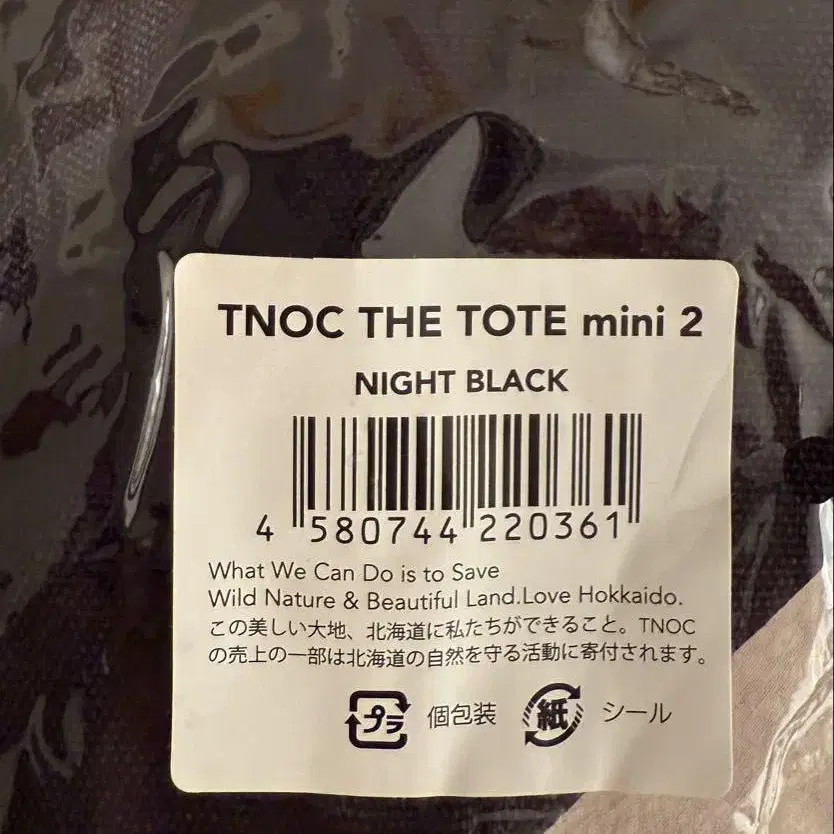 TNOC THE TOTE mini 2
NIGHT BLACK
4 580744 220361
What We Can Do is to Save
Wild Nature & Beautiful Land.Love Hokkaido.
この美しい大地、北海道に私たちができること。TNOC
の売上の一部は北海道の自然を守る活動に寄付されます。
プラ 個包装 紙 シール